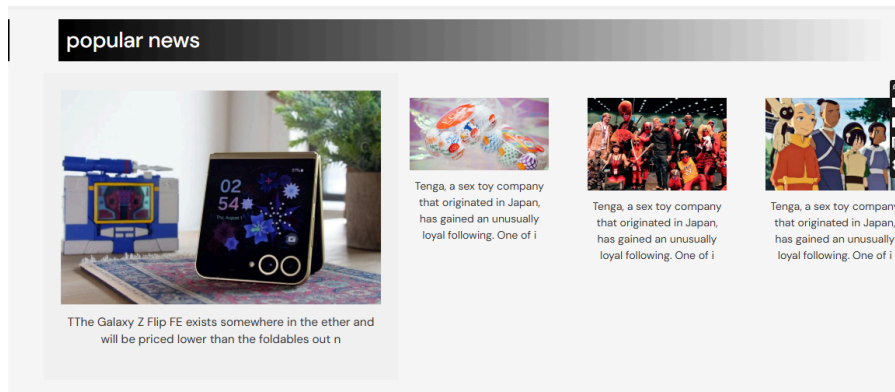 popular news
02
54
TThe Galaxy Z Flip FE exists somewhere in the ether and
will be priced lower than the foldables out n
Tenga, a sex toy company
that originated in Japan,
has gained an unusually
loyal following. One of i
Tenga, a sex toy company
that originated in Japan,
has gained an unusually
loyal following. One of i
Tenga, a sex toy company
that originated in Japan,
has gained an unusually
loyal following. One of i